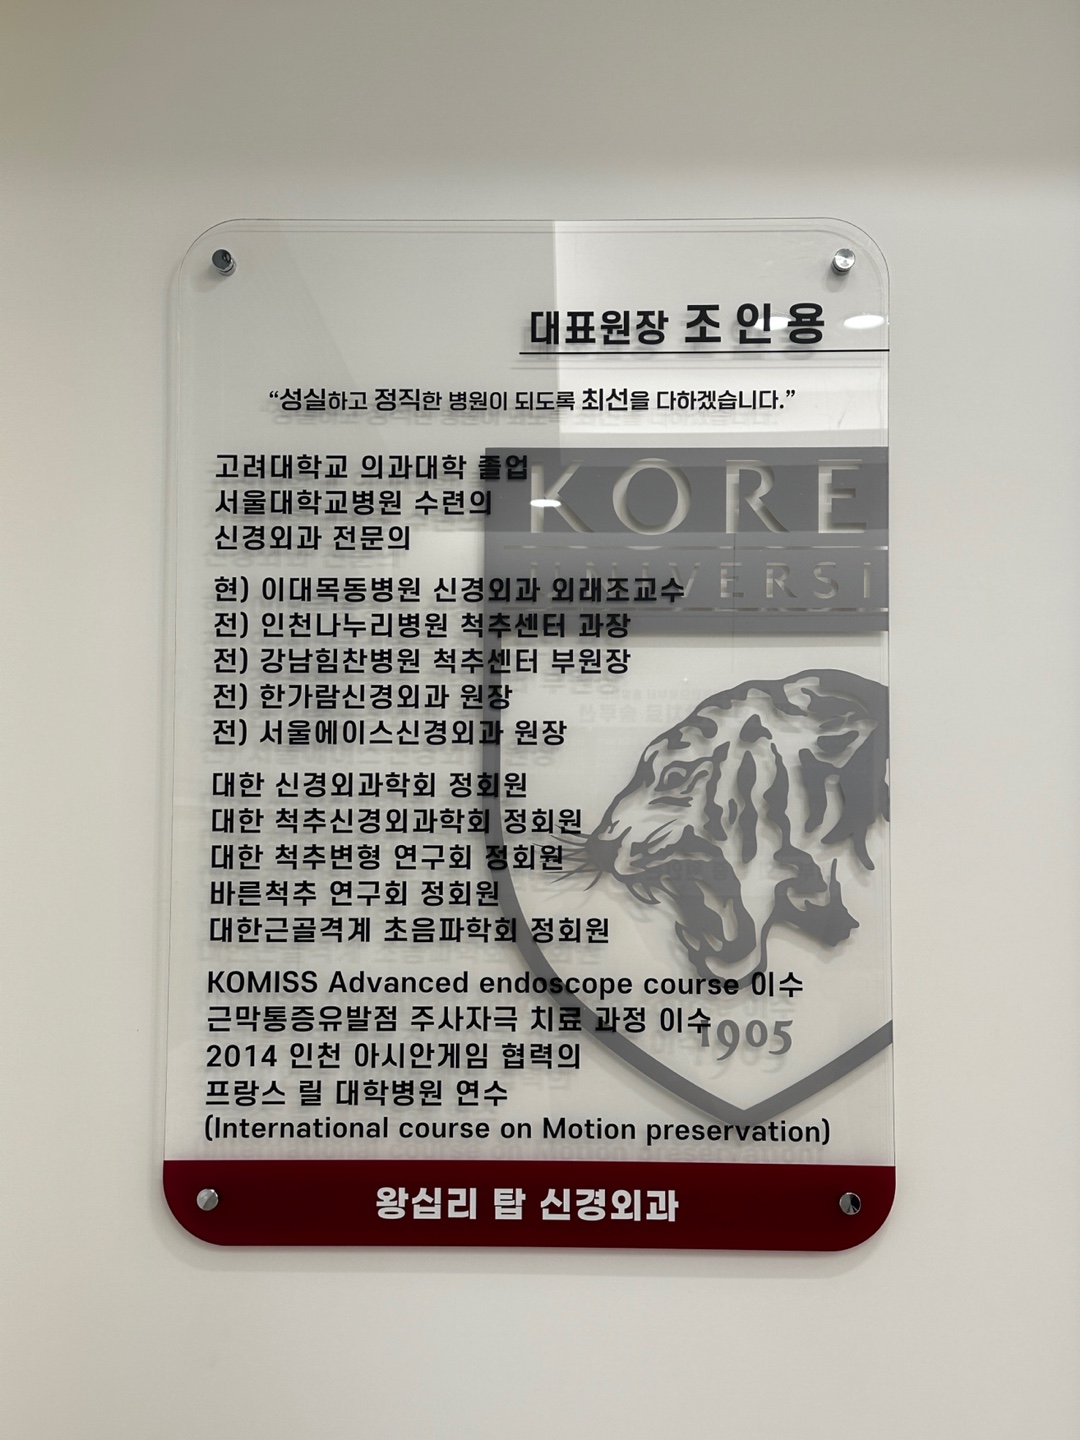 대표원장 조인용
“성실하고 정직한 병원이 되도록 최선을 다하겠습니다.”
고려대학교 의과대학 졸업
서울대학교병원 수련의
신경외과 전문의
현) 이대목동병원 신경외과 외래조교수
전) 인천나누리병원 척추센터 과장
전) 강남힘찬병원 척추센터 부원장
전) 한가람신경외과 원장
전) 서울에이스신경외과 원장
대한 신경외과학회 정회원
대한 척추신경외과학회 정회원
대한 척추변형 연구회 정회원
바른척추 연구회 정회원
대한근골격계 초음파학회 정회원
KOMISS Advanced endoscope course 이수
근막통증유발점 주사자극 치료 과정 이수
2014 인천 아시안게임 협력의
프랑스 릴 대학병원 연수
(International course on Motion preservation)
KORE
UNIVERSI
1905
왕십리 탑 신경외과